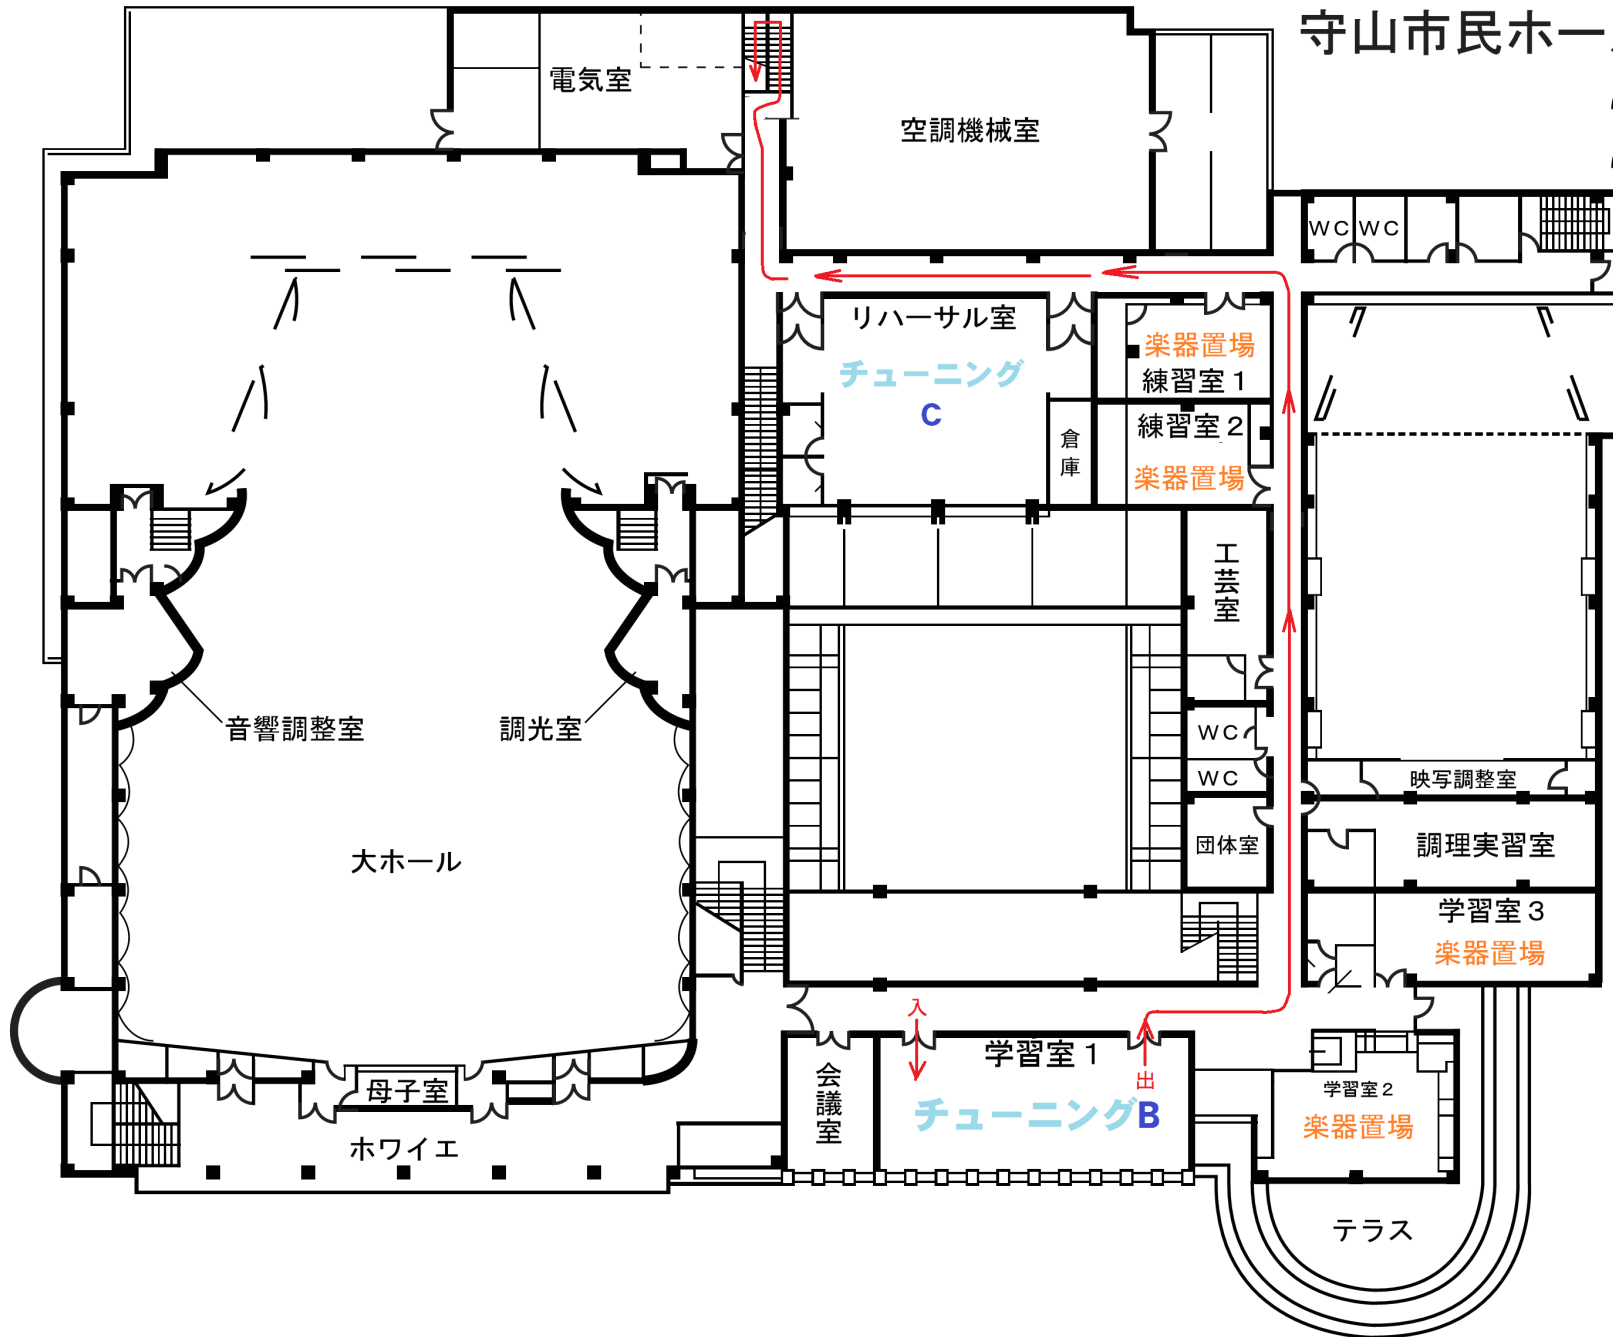 守山市民ホー
電気室
空調機械室
WC
WC
リハーサル室
チューニング
C
楽器置場
練習室1
練習室2
楽器置場
倉庫
工芸室
音響調整室
調光室
WC
WC
映写調整室
大ホール
団体室
調理実習室
学習室3
楽器置場
入
学習室1
出
チューニングB
会議室
母子室
ホワイエ
学習室2
楽器置場
テラス